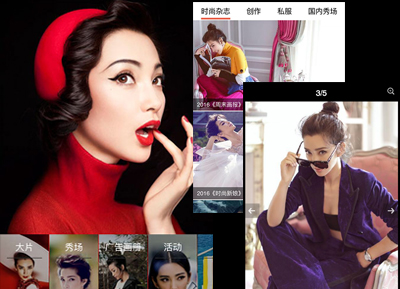 时尚杂志 创作 私服 国内秀场
2016《周末画报》
2016《时尚新娘》
3/5
大片 秀场 广告画册 活动